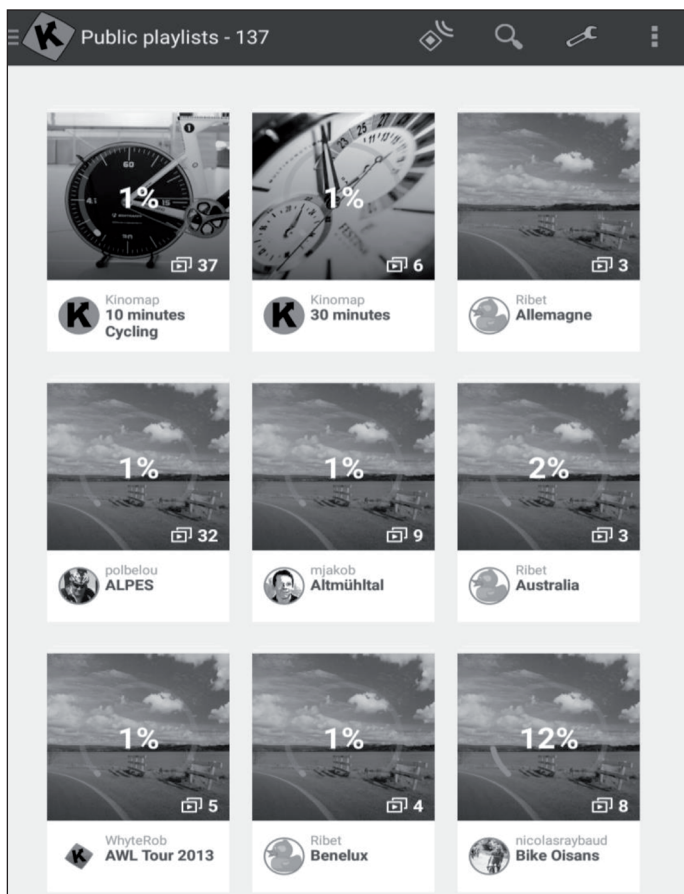 Public playlists - 137
1%
37
Kinomap
10 minutes
Cycling
1%
6
Kinomap
30 minutes
3
Ribet
Allemagne
1%
32
polbelou
ALPES
1%
9
mjakob
Altmühltal
2%
3
Ribet
Australia
1%
5
WhyteRob
AWL Tour 2013
1%
4
Ribet
Benelux
12%
8
nicolasraybaud
Bike Oisans